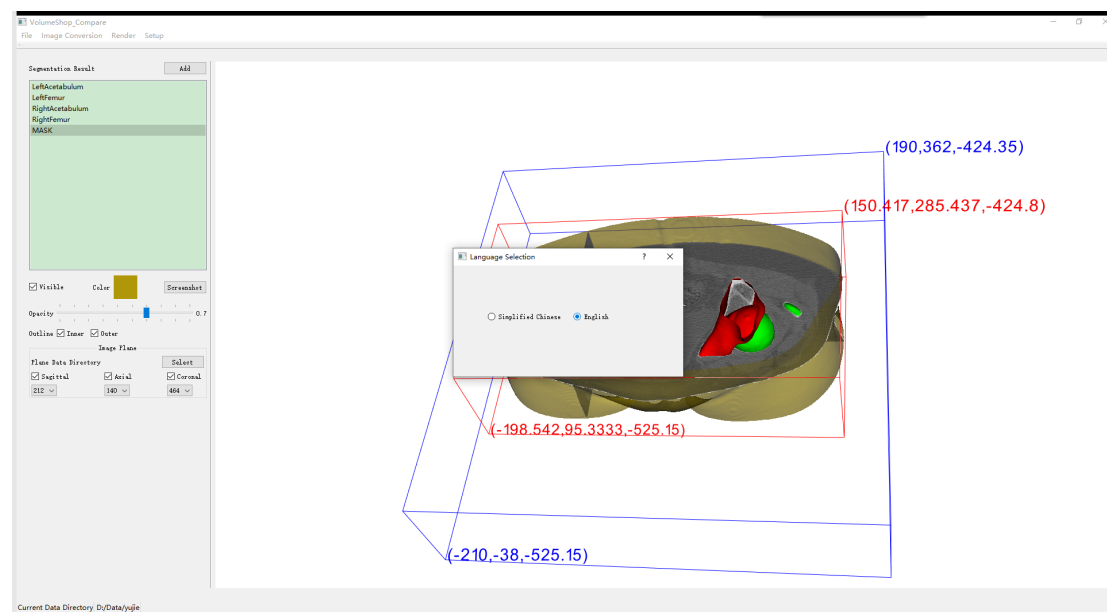 VolumeShop_Compare
File Image Conversion Render Setup
Segmentation Result Add
LeftAcetabulum
LeftFemur
RightAcetabulum
RightFemur
MASK
Visible Color Screenshot
Opacity 0.7
Outline Inner Outer
Image Plane
Plane Data Directory Select
Sagittal Axial Coronal
212 140 464
(190,362,-424.35)
(150.417,285.437,-424.8)
Language Selection ?
Simplified Chinese English
(-198.542,95.3333,-525.15)
(-210,-38,-525.15)
Current Data Directory D:/Data/yujie